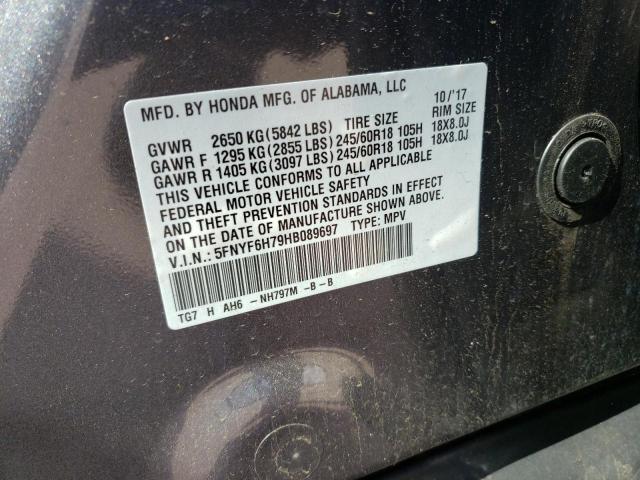 MFD. BY HONDA MFG. OF ALABAMA, LLC 10/'17
GVWR 2650 KG (5842 LBS) TIRE SIZE RIM SIZE
GAWR F 1295 KG (2855 LBS) 245/60R18 105H 18X8.0J
GAWR R 1405 KG (3097 LBS) 245/60R18 105H 18X8.0J
THIS VEHICLE CONFORMS TO ALL APPLICABLE
FEDERAL MOTOR VEHICLE SAFETY
AND THEFT PREVENTION STANDARDS IN EFFECT
ON THE DATE OF MANUFACTURE SHOWN ABOVE.
V.I.N.: 5FNYF6H79HB089697 TYPE: MPV
TG7 H AH6 -NH797M -B-B